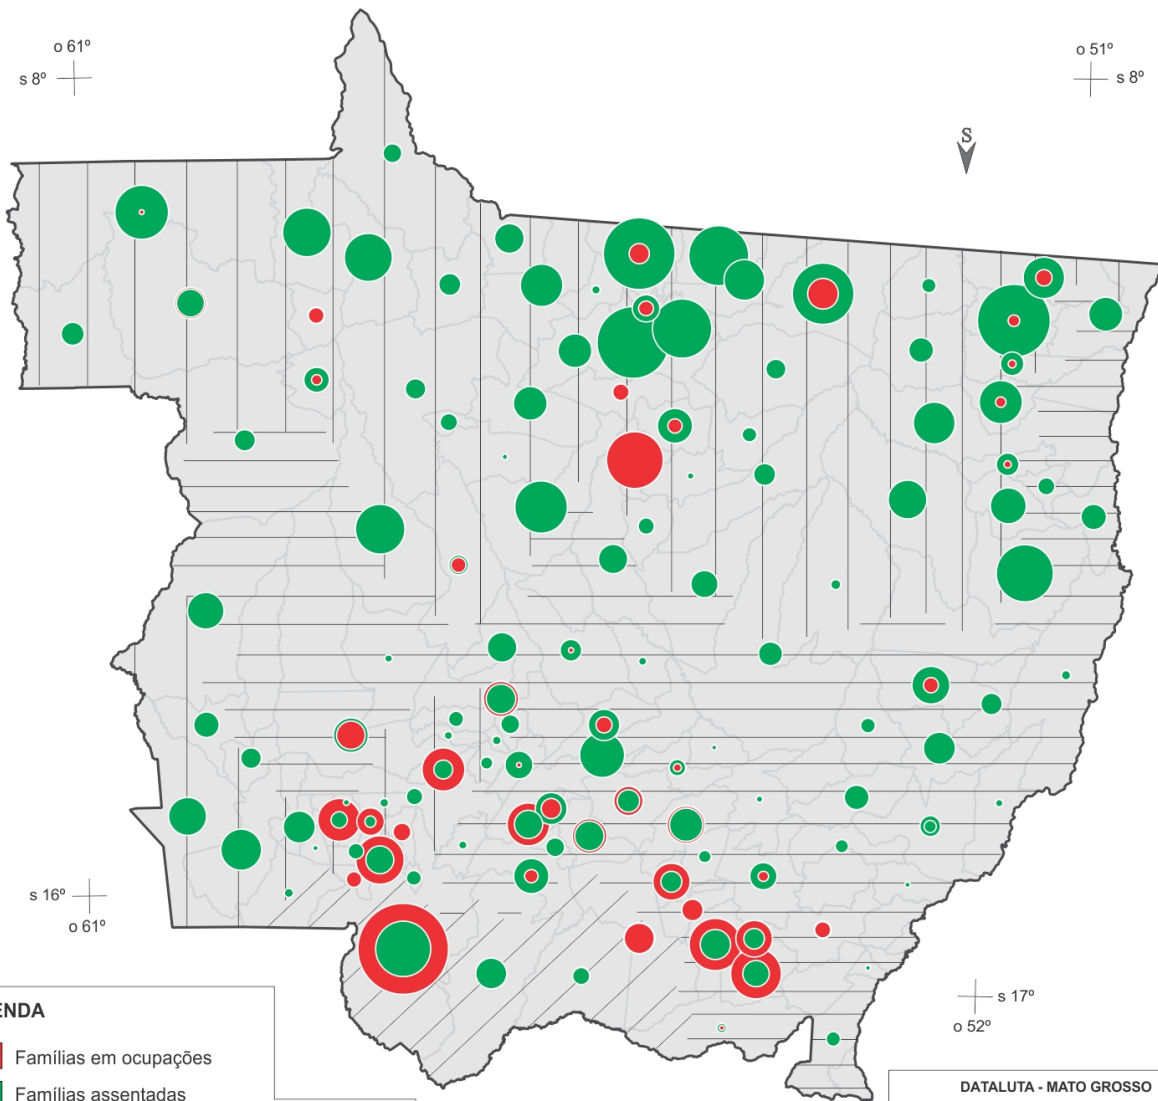 o 61º
s 8º
o 51º
s 8º
S
s 16º
o 61º
s 17º
o 52º
ENDA
Famílias em ocupações
Famílias assentadas
DATALUTA - MATO GROSSO